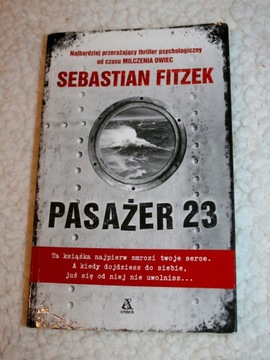 Najbardziej przerażający thriller psychologiczny
od czasu MILCZENIA OWIEC
SEBASTIAN FITZEK
PASAŻER 23
Ta książka najpierw zmrozi twoje serce.
A kiedy dojdziesz do siebie,
już się od niej nie uwolnisz...
AMBER